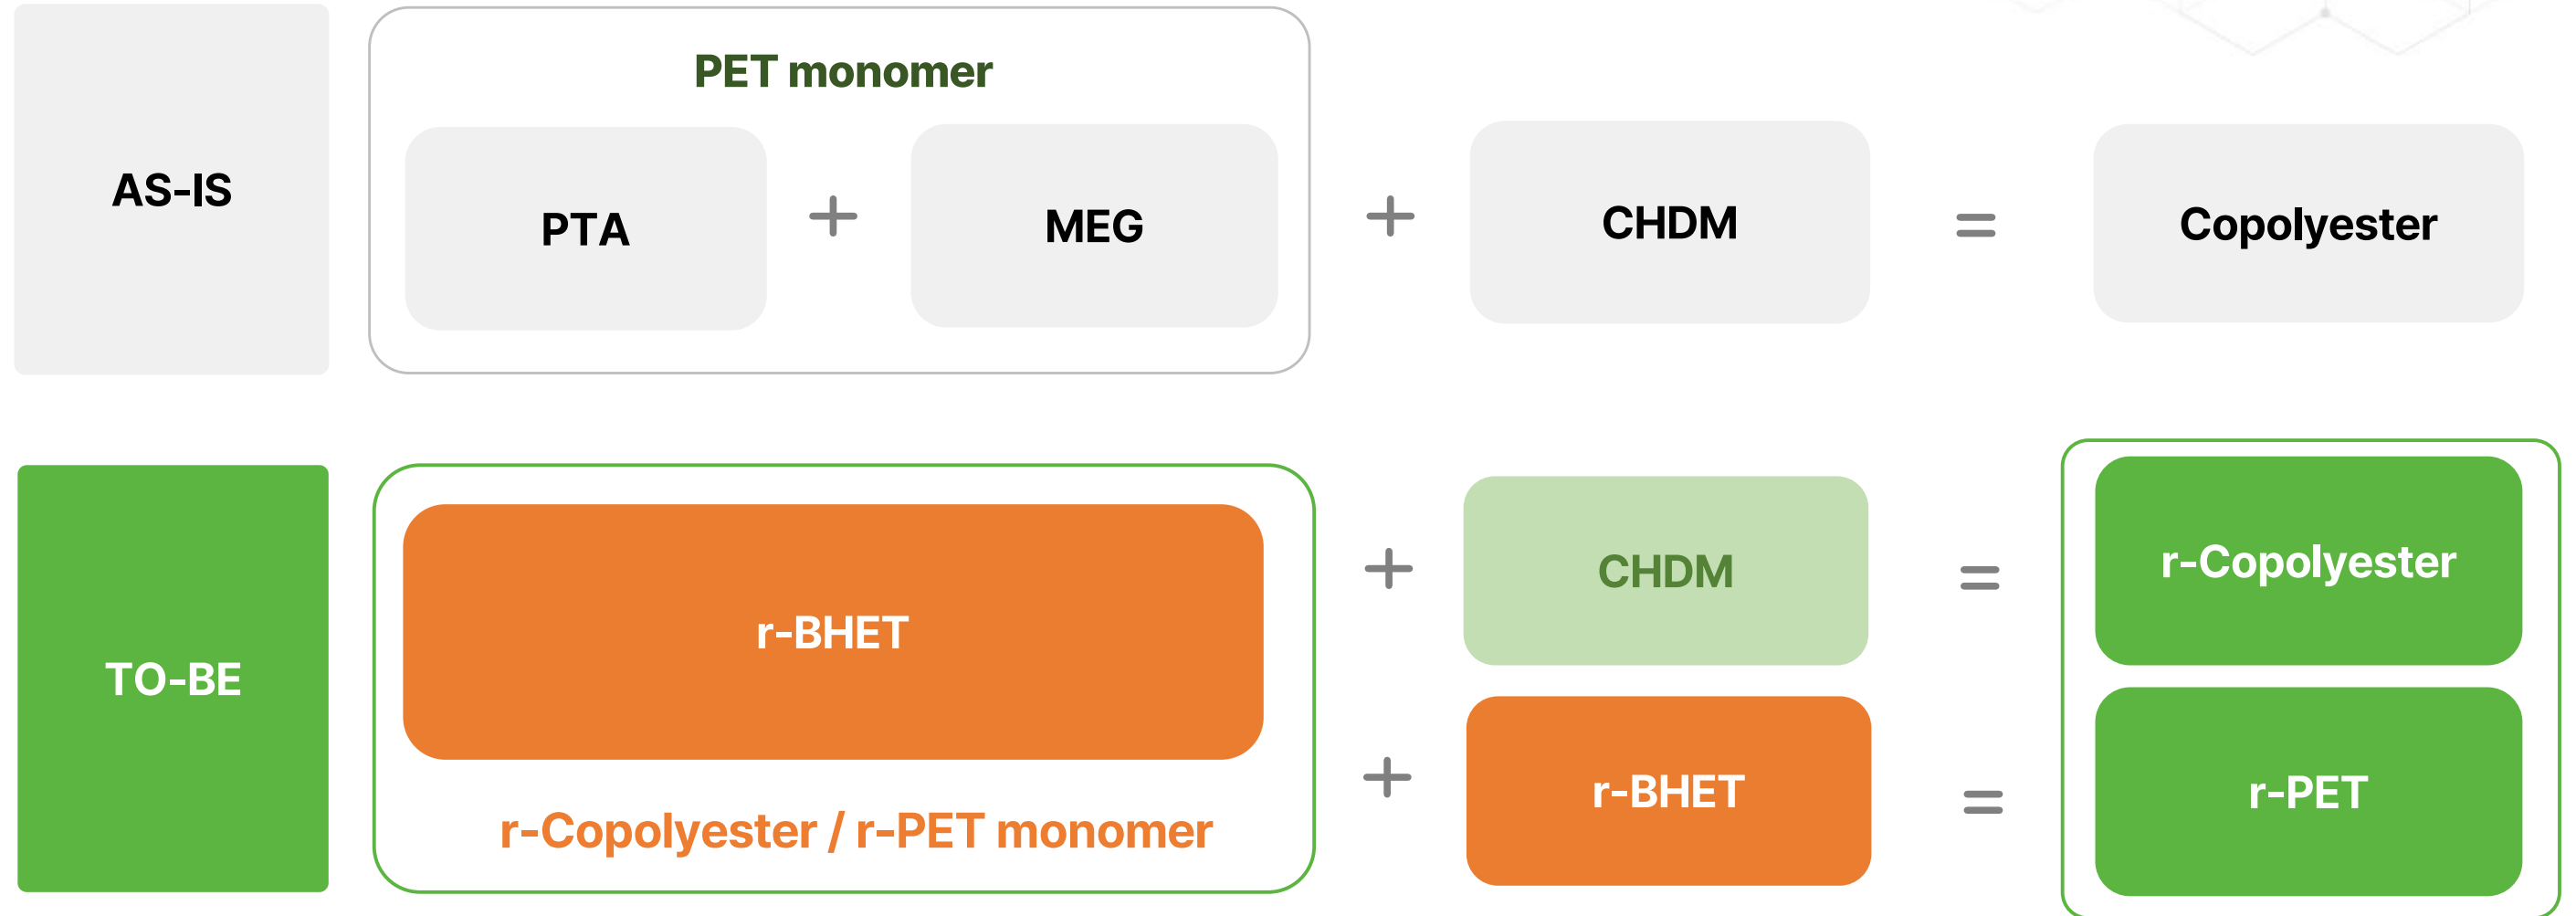 AS-IS
PET monomer
PTA + MEG + CHDM = Copolyester
TO-BE
r-BHET + CHDM = r-Copolyester
r-Copolyester / r-PET monomer
+ r-BHET = r-PET